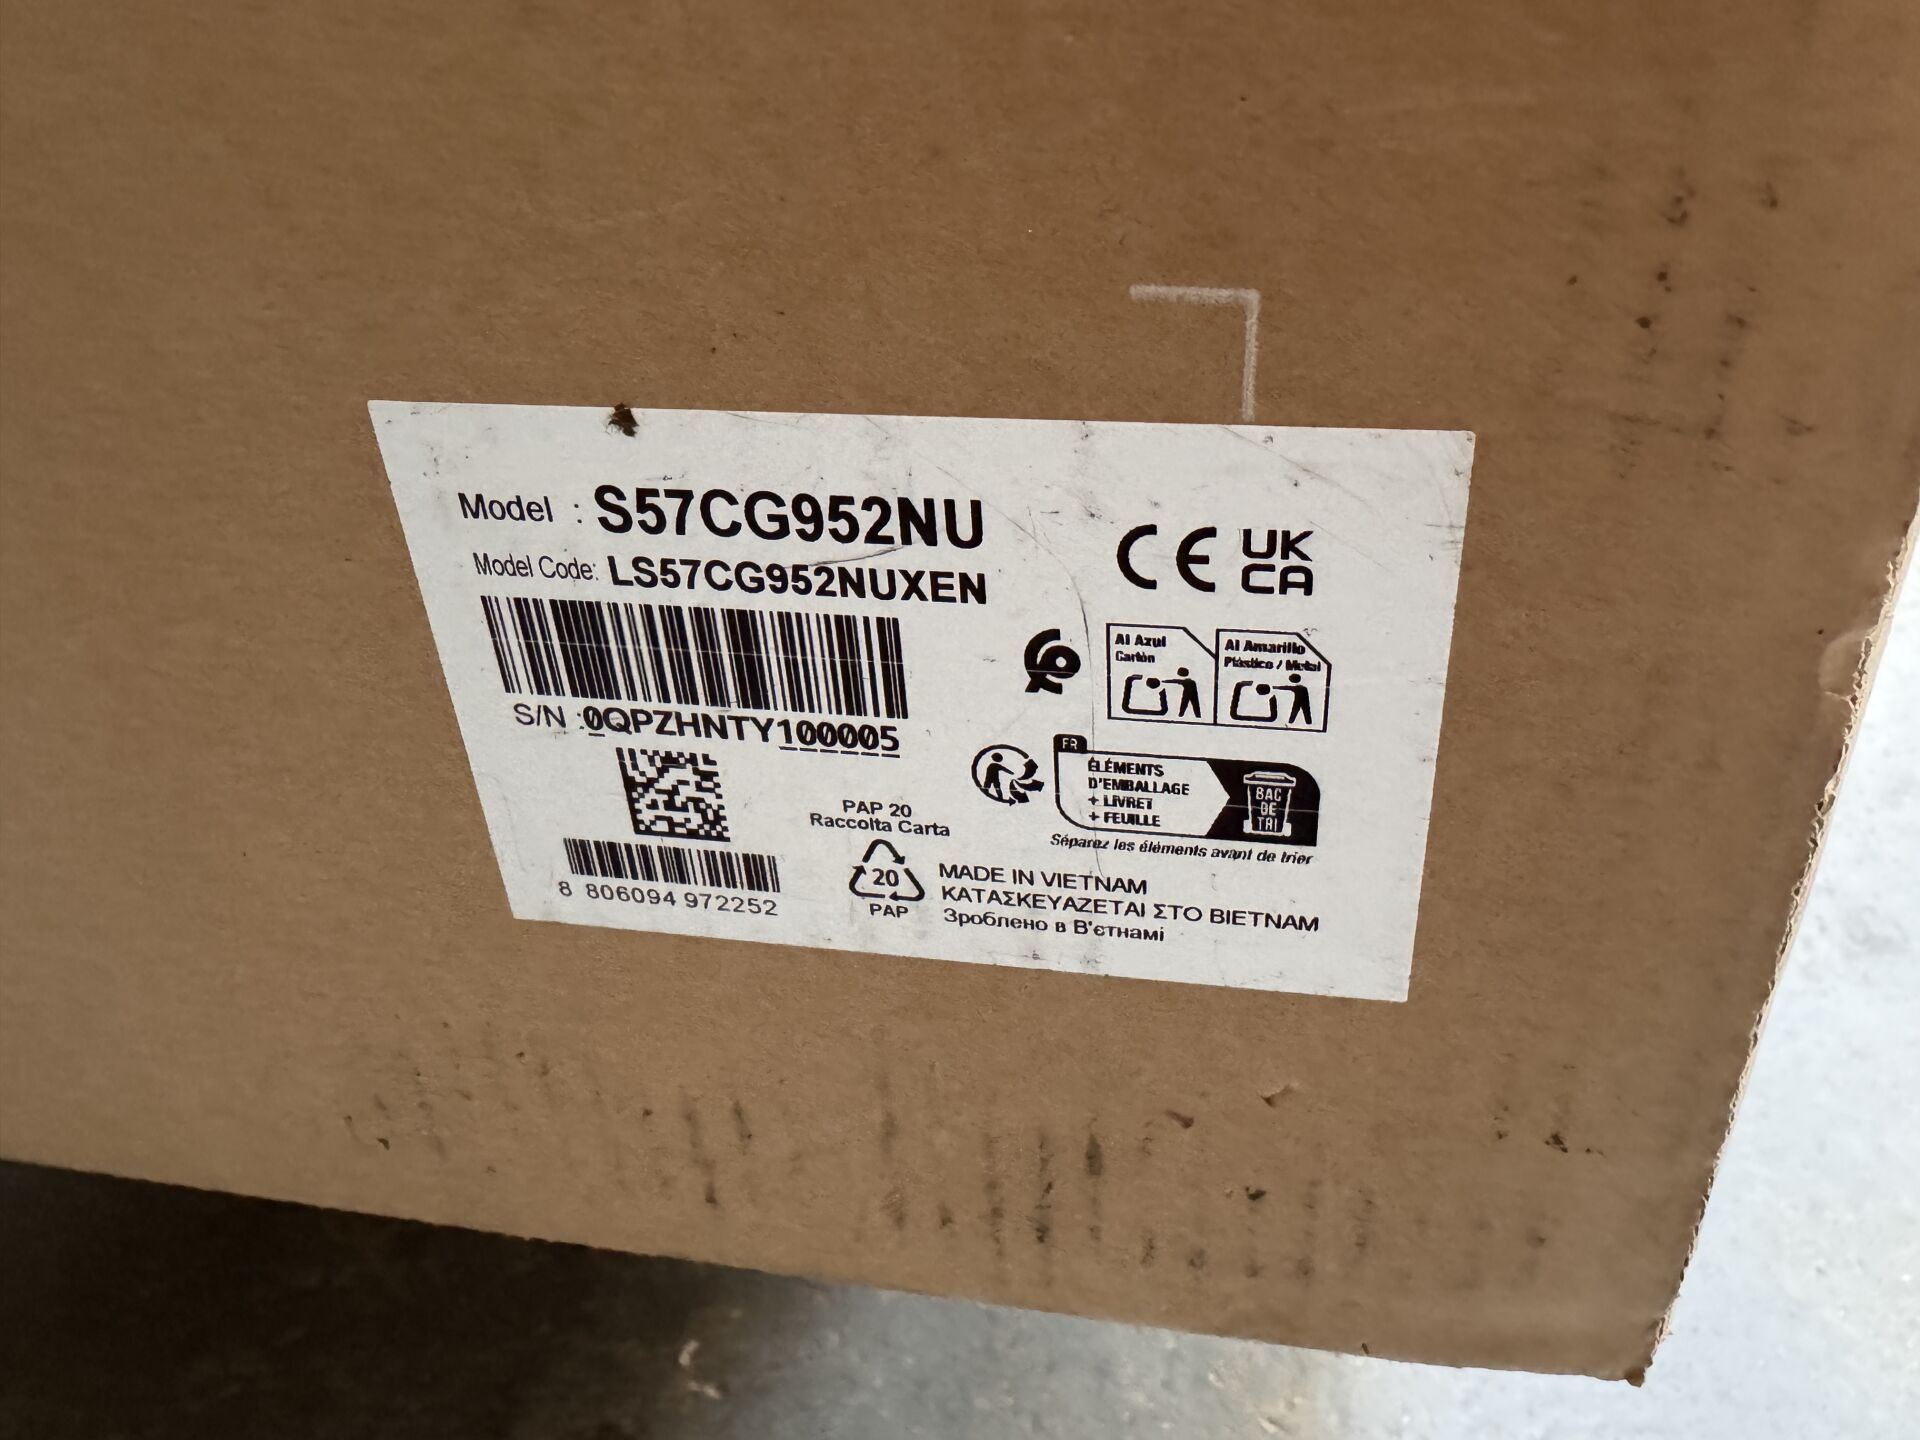 Model : S57CG952NU
Model Code: LS57CG952NUXEN
S/N :0QPZHNTY100005
8 806094 972252
PAP 20
Raccolta Carta
20
PAP
CE UK
CA
Al Azul
Cartón
Al Amarillo
Plástico / Metal
FR
ÉLÉMENTS
D'EMBALLAGE
+ LIVRET
+ FEUILLE
BAC
DE
TRI
Séparez les éléments avant de trier
MADE IN VIETNAM
ΚΑΤΑΣΚΕΥΑΖΕΤΑΙ ΣΤΟ ΒΙΕΤΝΑΜ
Зроблено в В'єтнамі